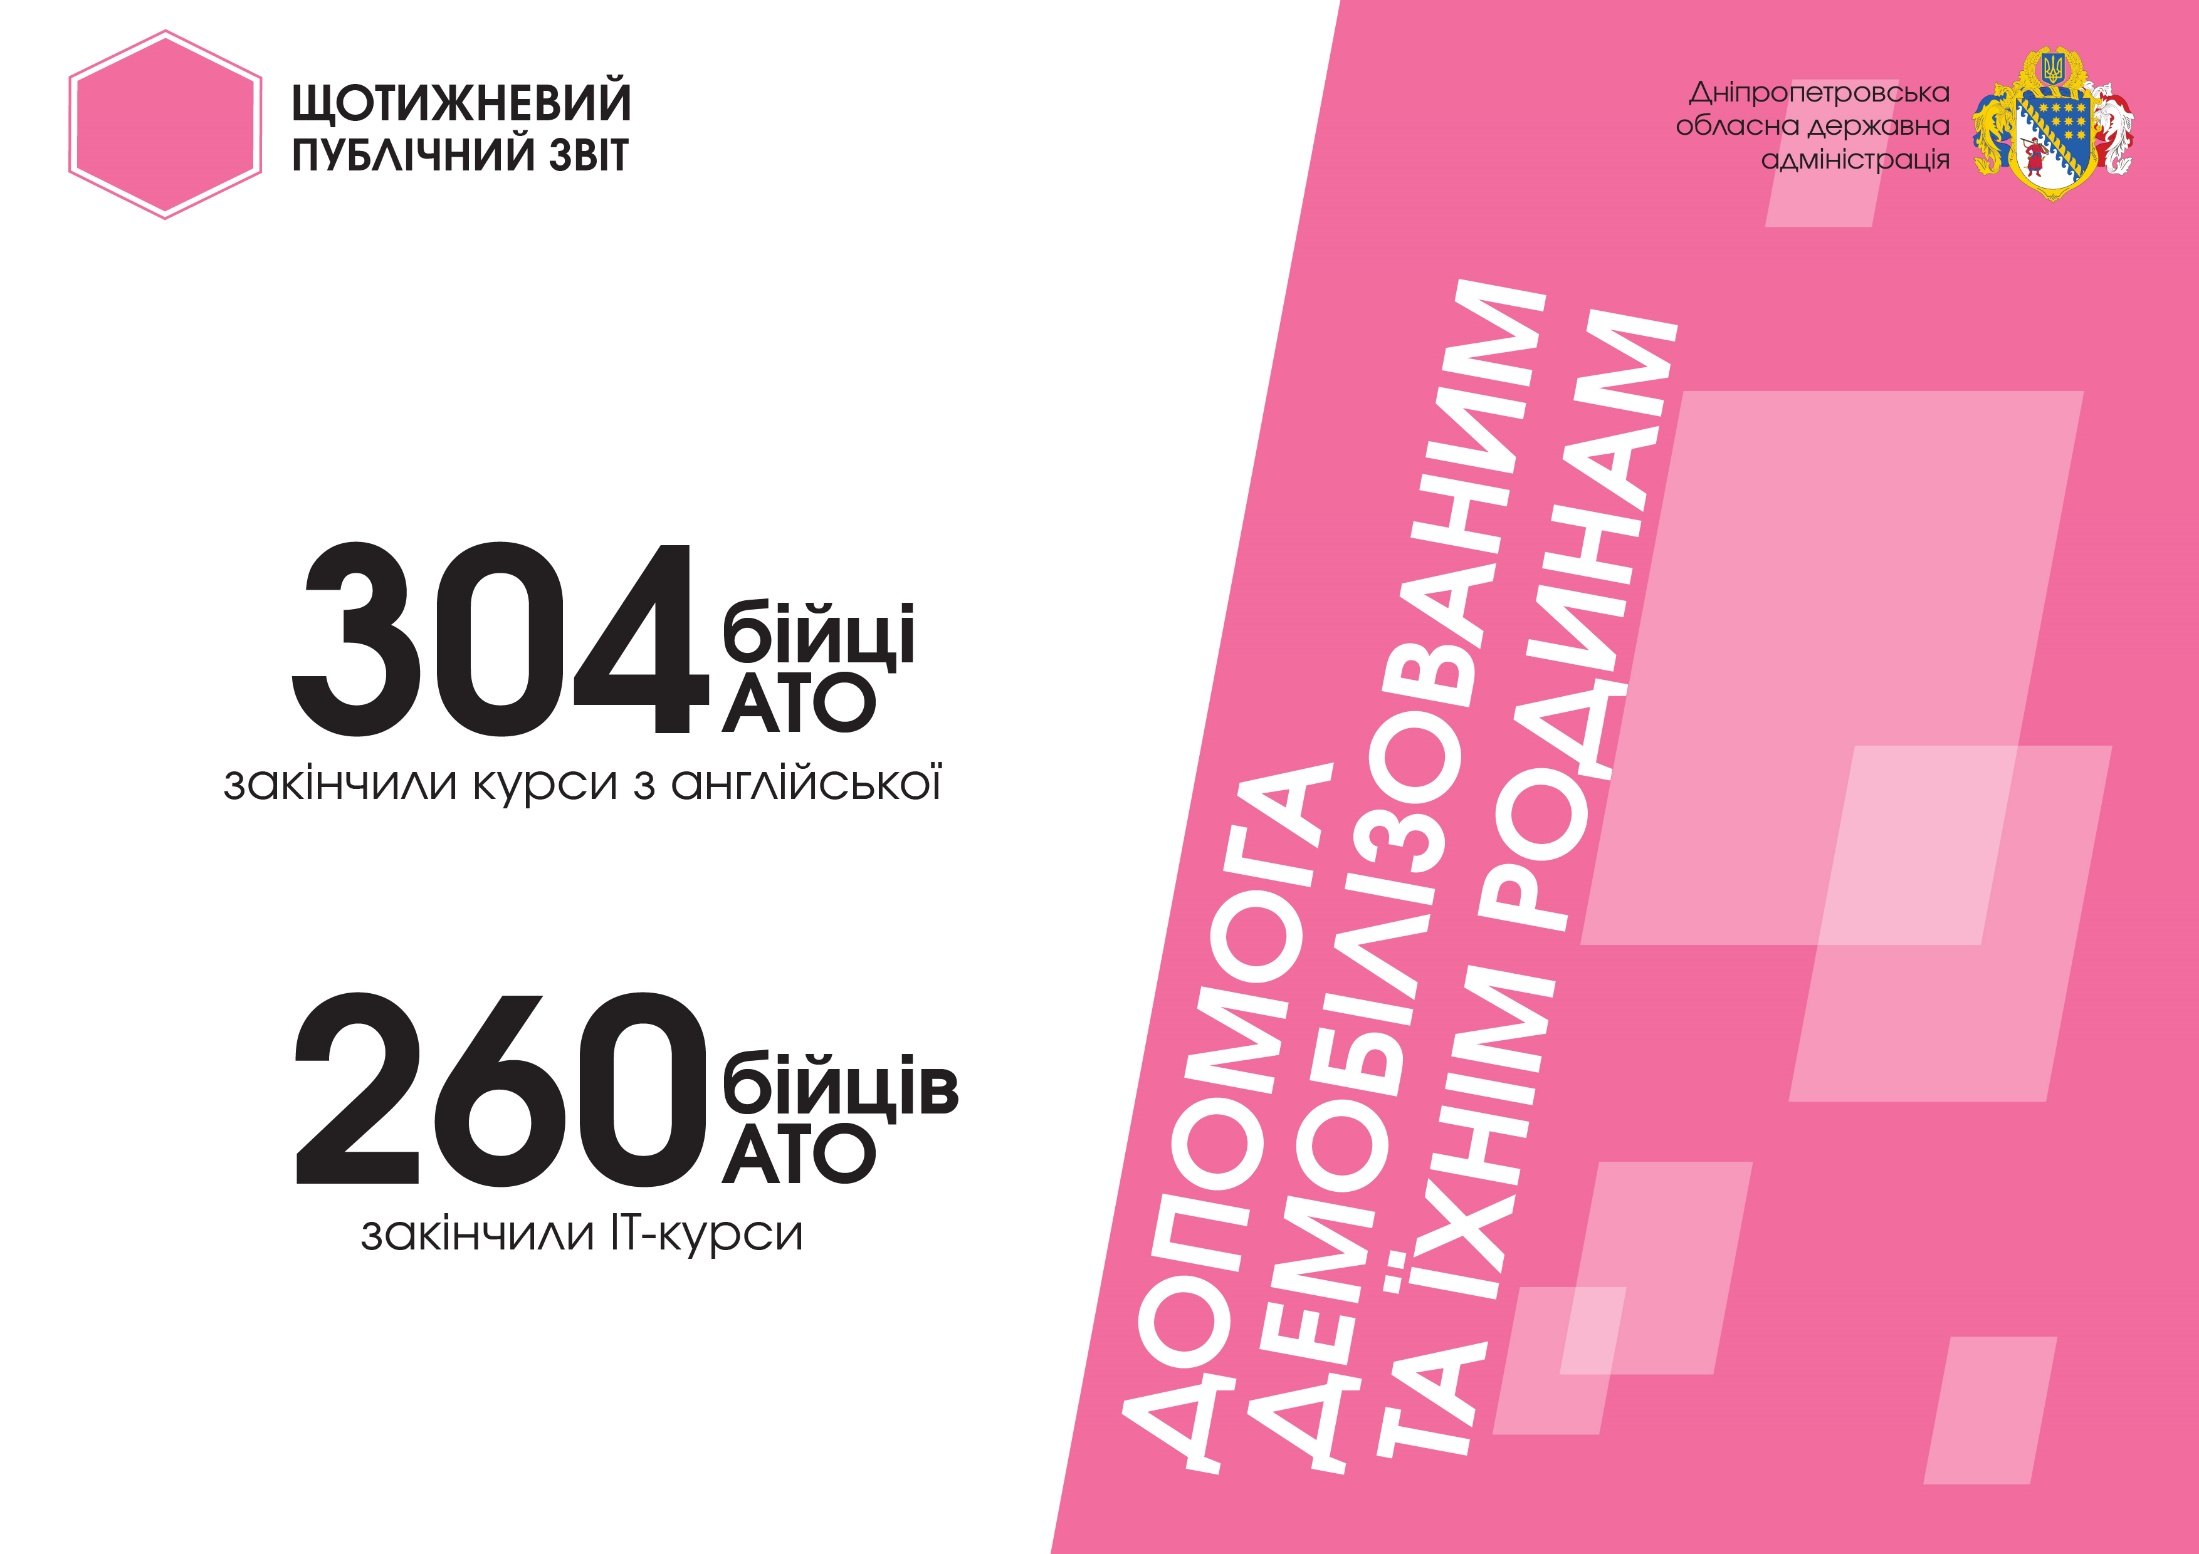 ЩОТИЖНЕВИЙ
ПУБЛІЧНИЙ ЗВІТ
Дніпропетровська
обласна державна
адміністрація
304 бійці
АТО
закінчили курси з англійської
260 бійців
АТО
закінчили ІТ-курси
ДОПОМОГА
ДЕМОБІЛІЗОВАНИМ
ТА ЇХНІМ РОДИНАМ